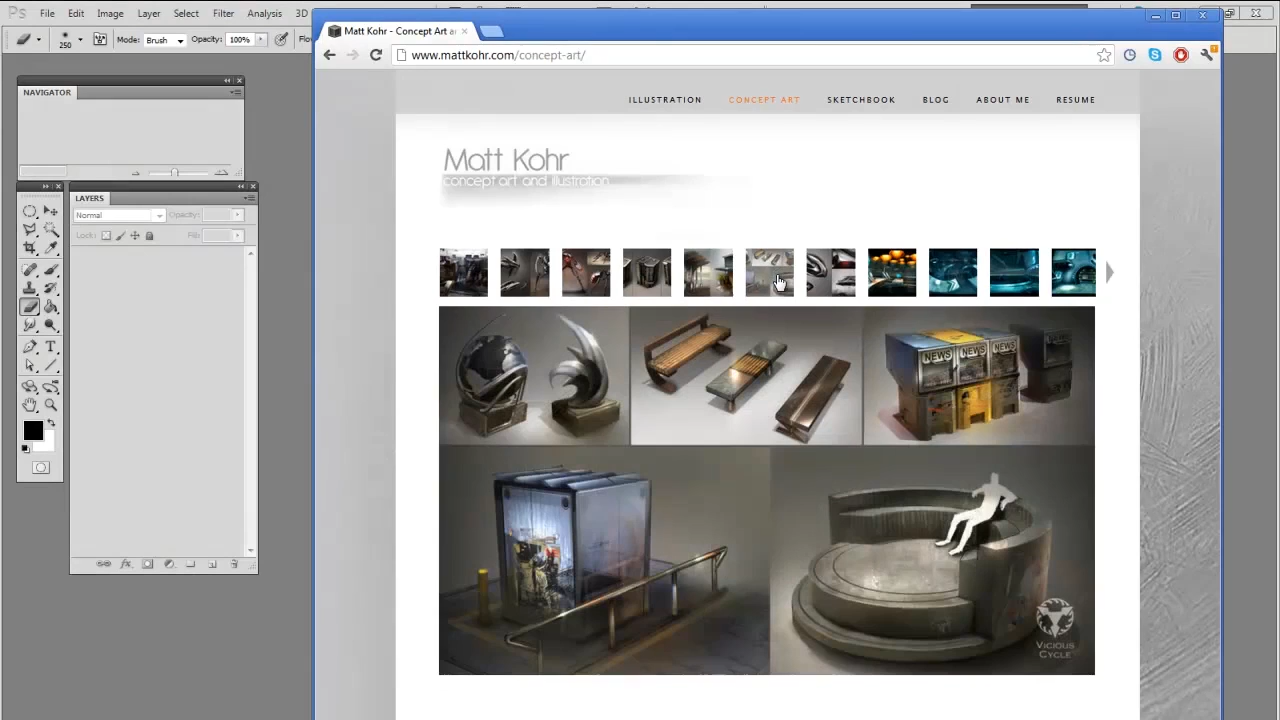 Ps File Edit Image Layer Select Filter Analysis 3D
250 Mode: Brush Opacity: 100%
Matt Kohr - Concept Art
www.mattkohr.com/concept-art/
NAVIGATOR
LAYERS
Normal Opacity:
Lock: Fill:
ILLUSTRATION CONCEPT ART SKETCHBOOK BLOG ABOUT ME RESUME
Matt Kohr
concept art and illustration
NEWS NEWS NEWS
VICIOUS
CYCLE